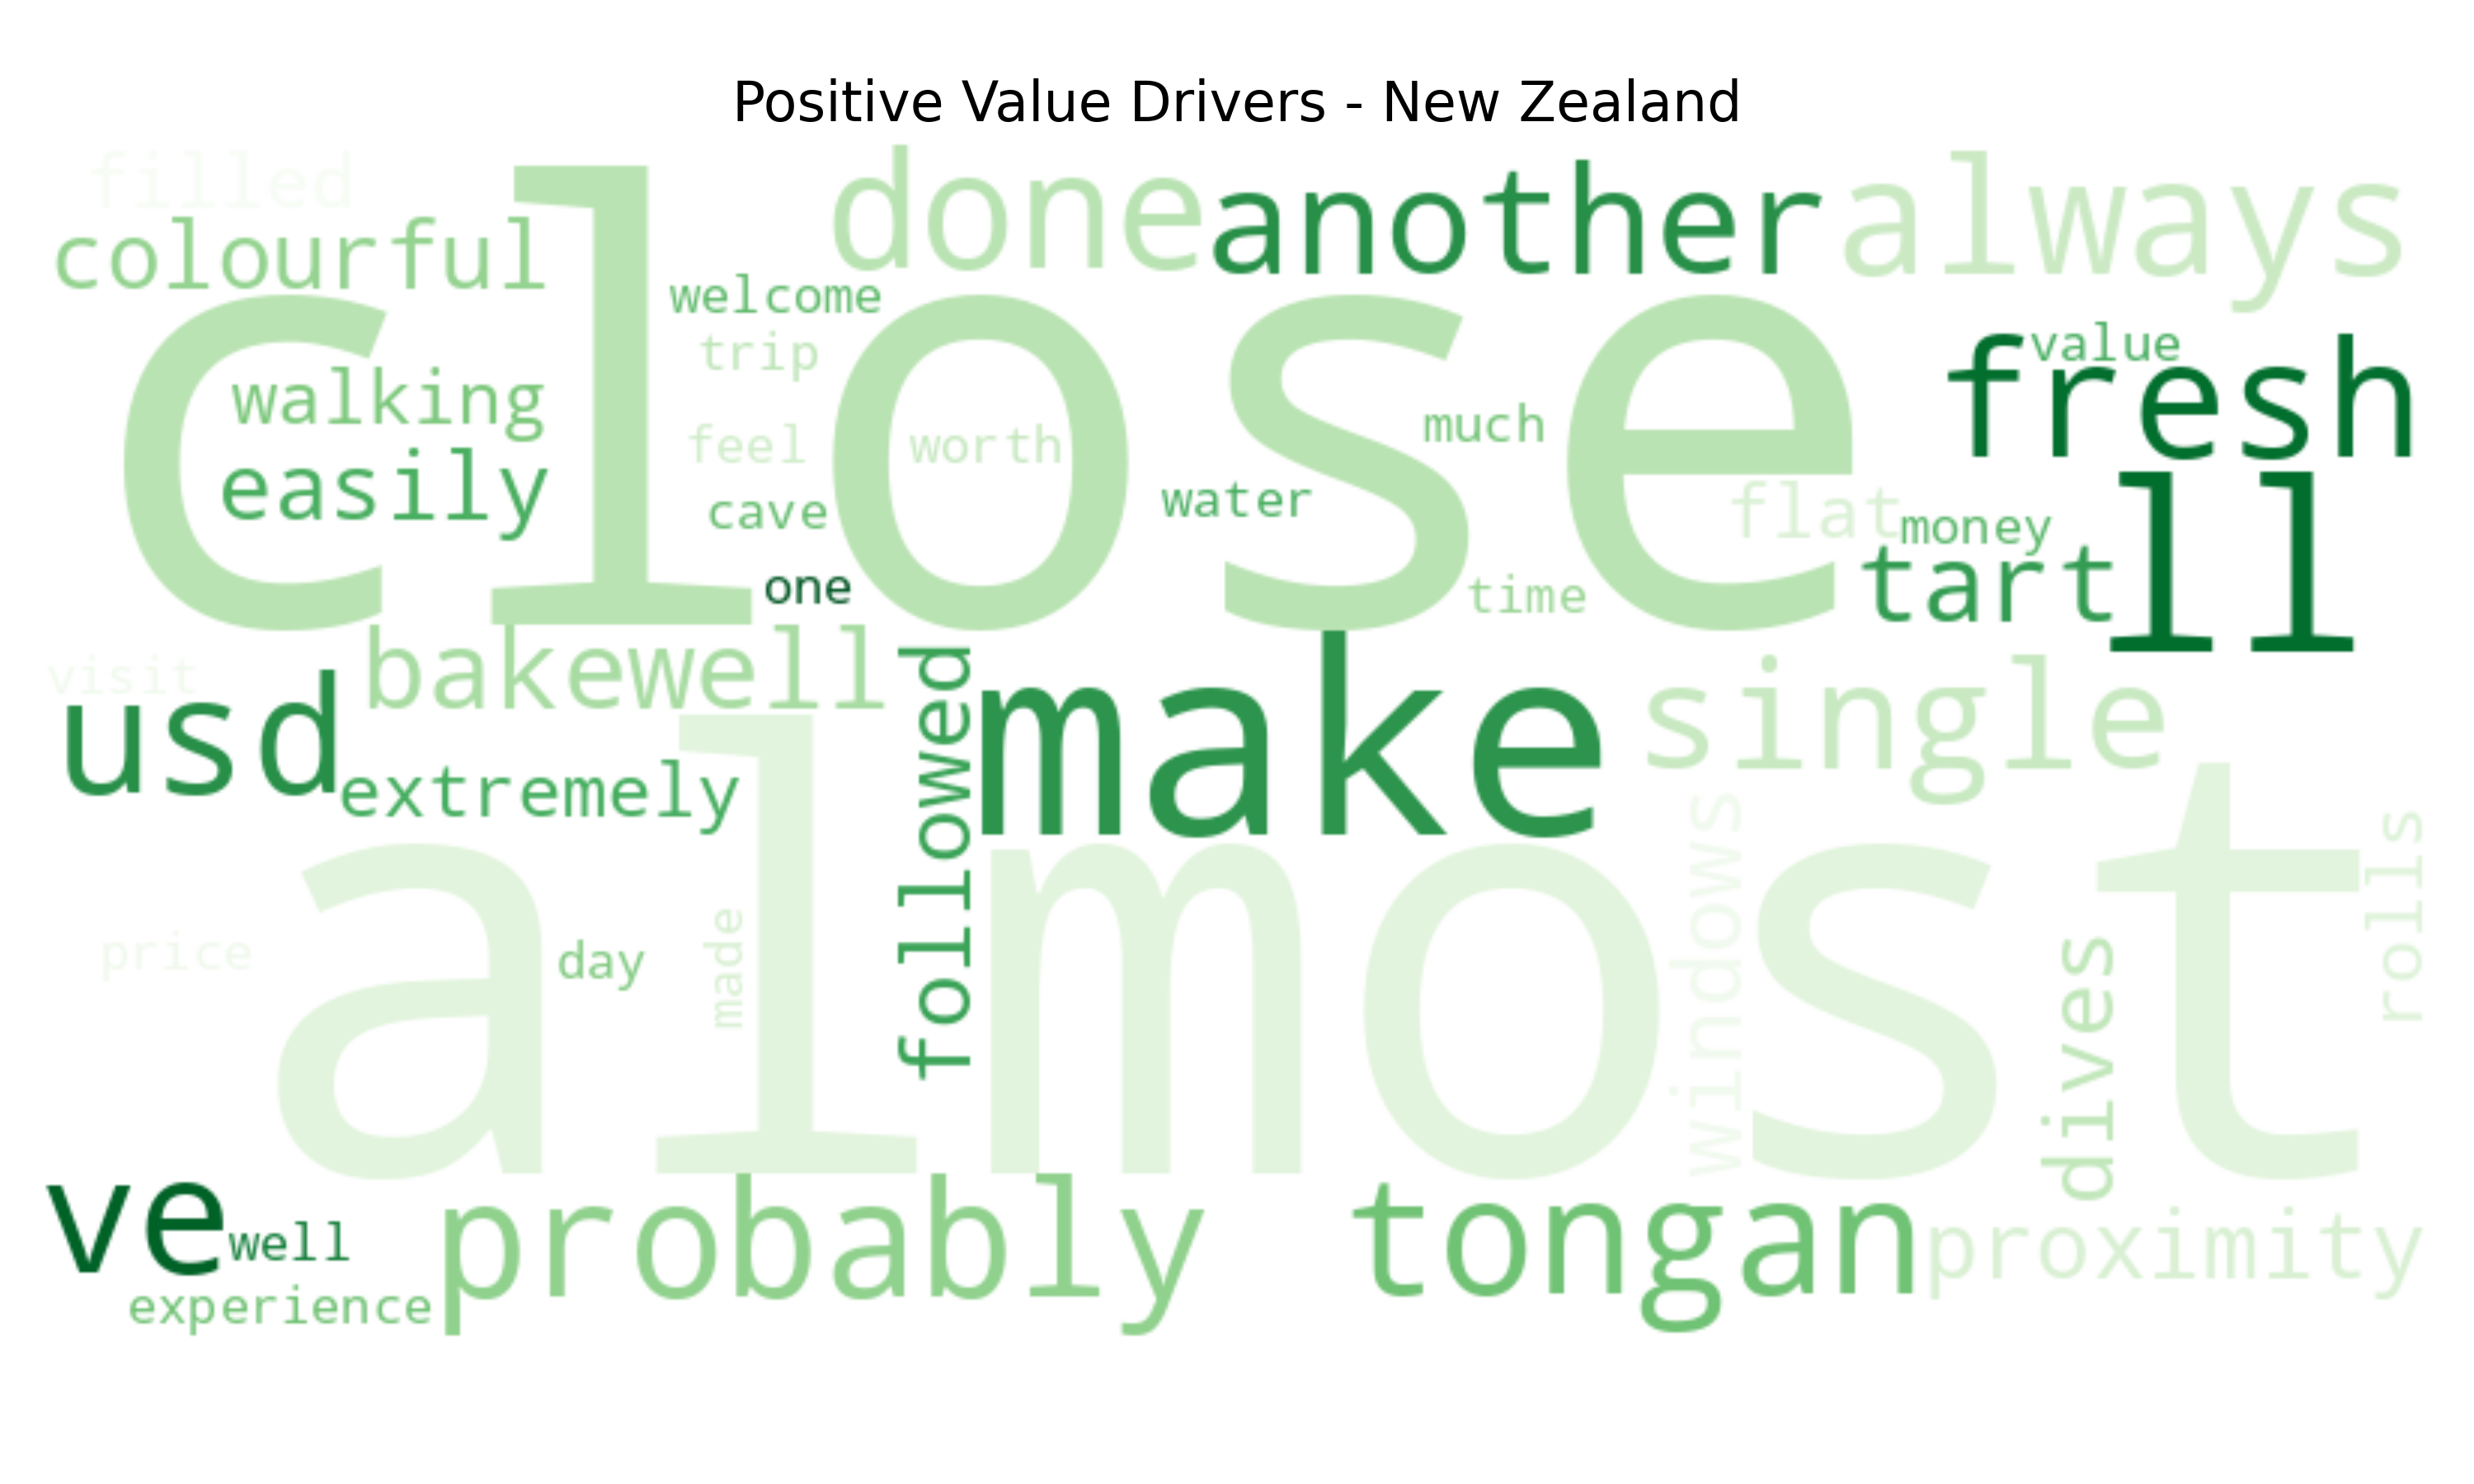 Positive Value Drivers - New Zealand
filled
done
another
always
colourful
close
welcome
trip
value
fresh
walking
feel
worth
much
easily
cave
water
flat
money
one
time
tart
ll
bakewell
visit
usd
followed
make
single
extremely
almost
windows
rolls
price
day
made
dives
ve
well
probably
tongan
proximity
experience